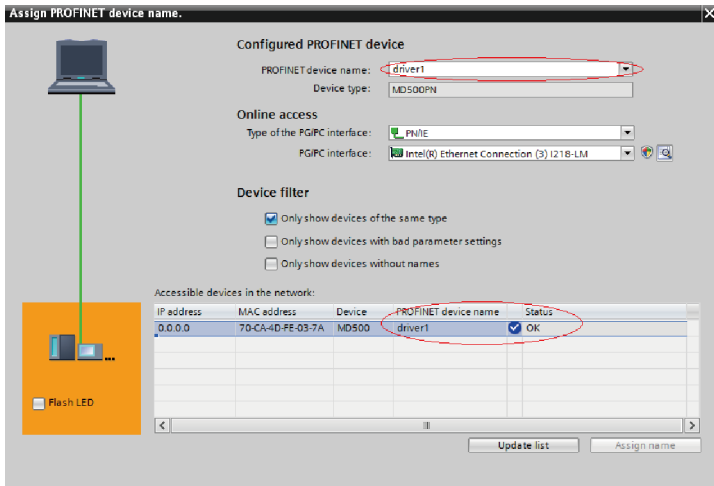 Assign PROFINET device name.
Configured PROFINET device
PROFINET device name: driver1
Device type: MD500PN
Online access
Type of the PG/PC interface: PN/IE
PG/PC interface: Intel(R) Ethernet Connection (3) I218-LM
Device filter
Only show devices of the same type
Only show devices with bad parameter settings
Only show devices without names
Accessible devices in the network:
IP address MAC address Device PROFINET device name Status
0.0.0.0 70-CA-4D-FE-03-7A MD500 driver1 OK
Flash LED
Update list Assign name